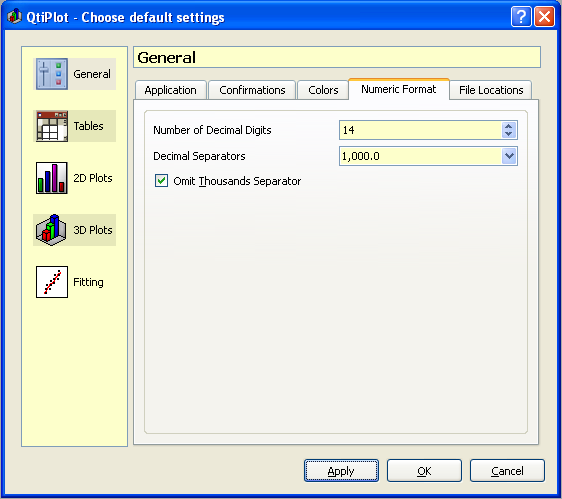 QtiPlot - Choose default settings
General
Tables
2D Plots
3D Plots
Fitting
General
Application Confirmations Colors Numeric Format File Locations
Number of Decimal Digits 14
Decimal Separators 1,000.0
Omit Thousands Separator
Apply OK Cancel